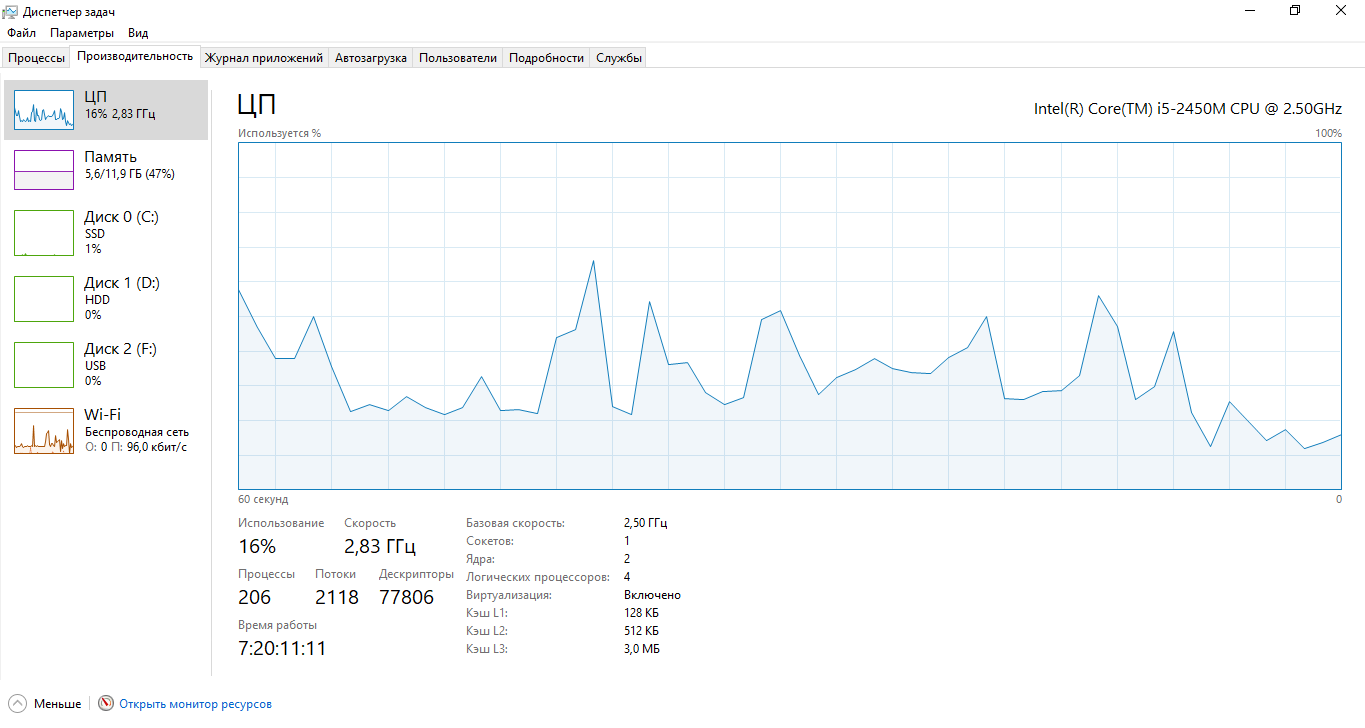 Диспетчер задач
Файл Параметры Вид
Процессы Производительность Журнал приложений Автозагрузка Пользователи Подробности Службы
ЦП
16% 2,83 ГГц
Память
5,6/11,9 ГБ (47%)
Диск 0 (C:)
SSD
1%
Диск 1 (D:)
HDD
0%
Диск 2 (F:)
USB
0%
Wi-Fi
Беспроводная сеть
О: 0 П: 96,0 кбит/с
ЦП
Intel(R) Core(TM) i5-2450M CPU @ 2.50GHz
Используется % 100%
60 секунд 0
Использование Скорость
16% 2,83 ГГц
Процессы Потоки Дескрипторы
206 2118 77806
Время работы
7:20:11:11
Базовая скорость: 2,50 ГГц
Сокетов: 1
Ядра: 2
Логических процессоров: 4
Виртуализация: Включено
Кэш L1: 128 КБ
Кэш L2: 512 КБ
Кэш L3: 3,0 МБ
Меньше Открыть монитор ресурсов